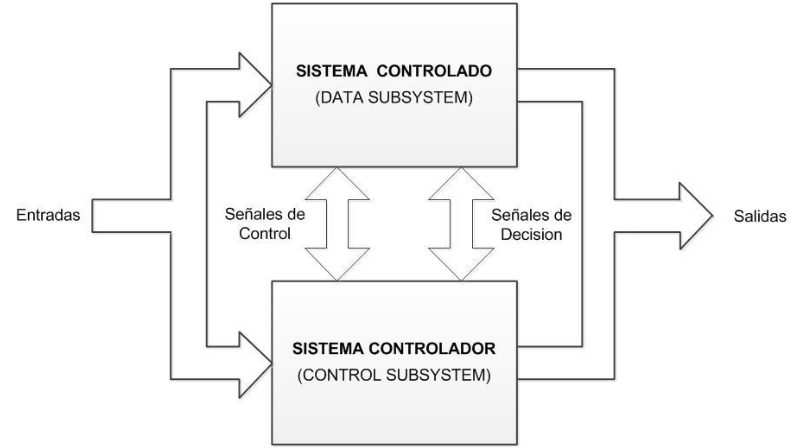 SISTEMA CONTROLADO
(DATA SUBSYSTEM)
Entradas
Señales de
Control
Señales de
Decision
Salidas
SISTEMA CONTROLADOR
(CONTROL SUBSYSTEM)